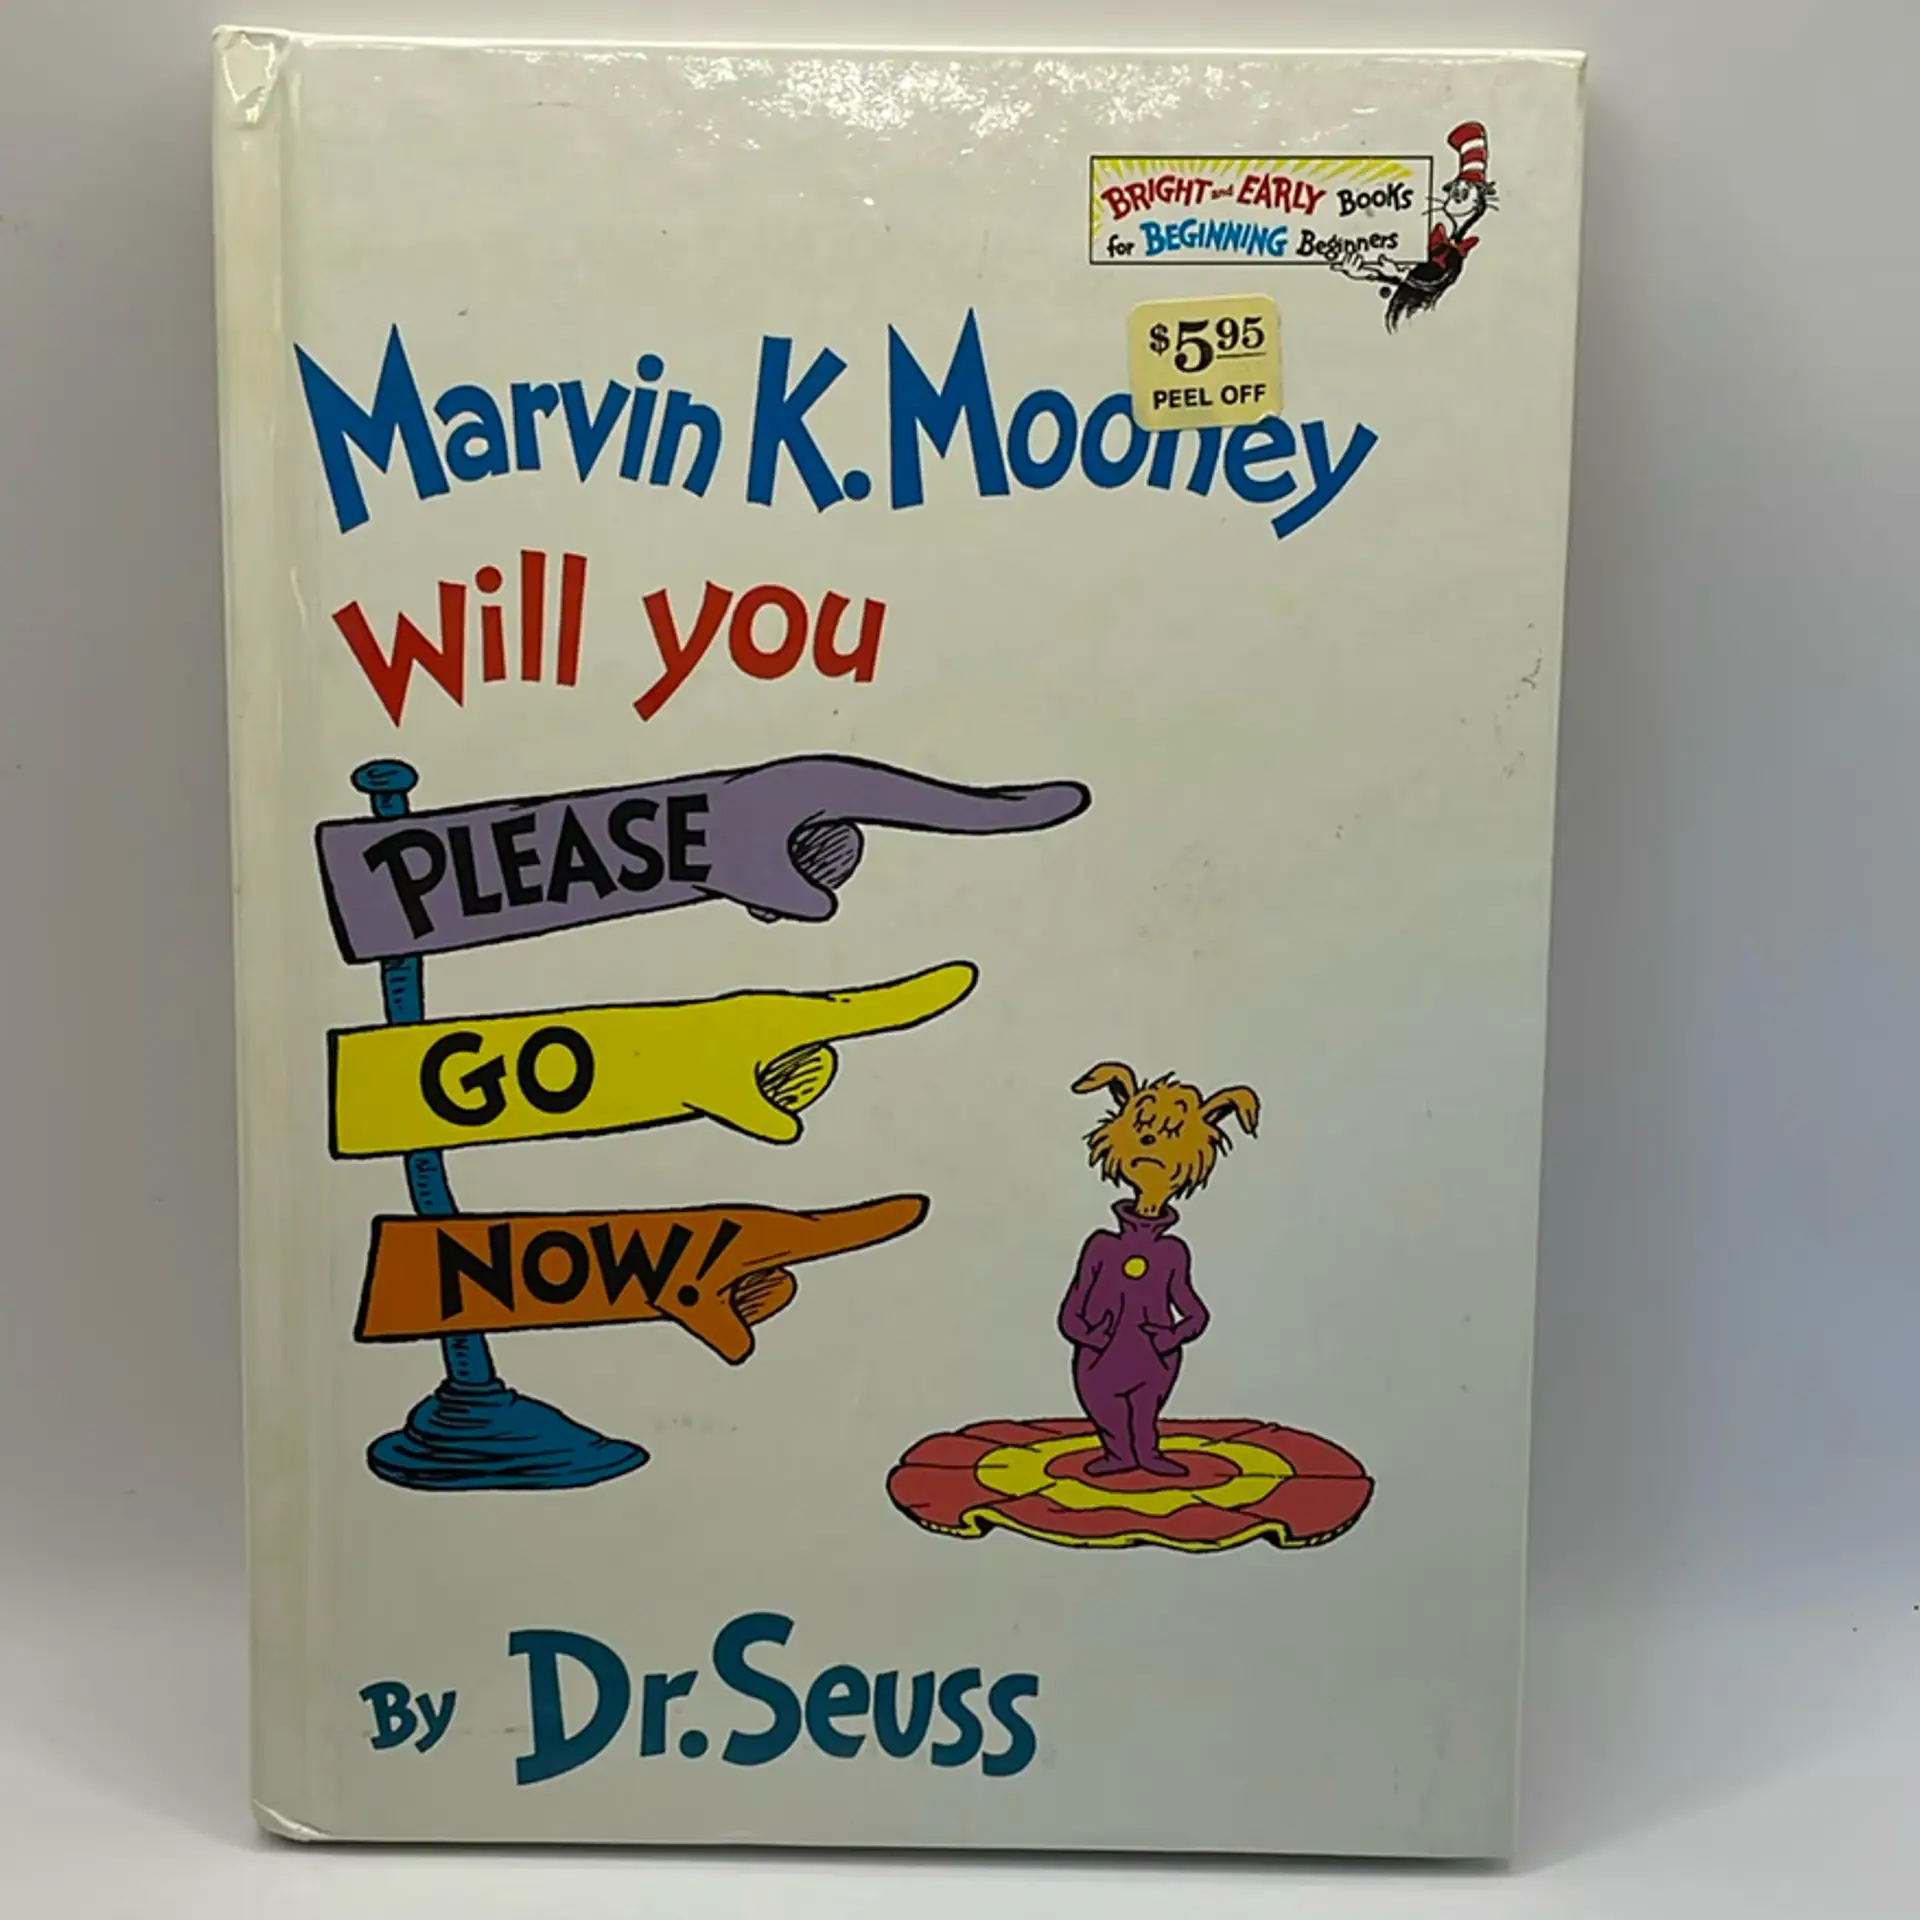 BRIGHT and EARLY BOOKS
for BEGINNING Beginners
$5.95
PEEL OFF
Marvin K. Mooney
Will you
PLEASE
GO
NOW!
By Dr. Seuss